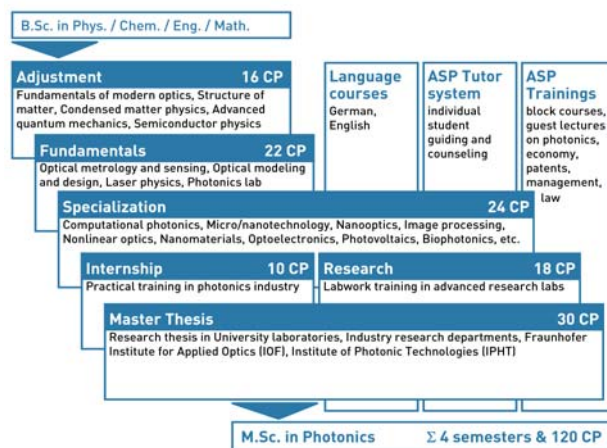 B.Sc. in Phys. / Chem. / Eng. / Math.
Adjustment 16 CP
Fundamentals of modern optics, Structure of
matter, Condensed matter physics, Advanced
quantum mechanics, Semiconductor physics
Language
courses
German,
English
ASP Tutor
system
individual
student
guiding and
counseling
ASP
Trainings
block courses,
guest lectures
on photonics,
economy,
patents,
management,
law
Fundamentals 22 CP
Optical metrology and sensing, Optical modeling
and design, Laser physics, Photonics lab
Specialization 24 CP
Computational photonics, Micro/nanotechnology, Nanooptics, Image processing,
Nonlinear optics, Nanomaterials, Optoelectronics, Photovoltaics, Biophotonics, etc.
Internship 10 CP
Practical training in photonics industry
Research 18 CP
Labwork training in advanced research labs
Master Thesis 30 CP
Research thesis in University laboratories, Industry research departments, Fraunhofer
Institute for Applied Optics (IOF), Institute of Photonic Technologies (IPHT)
M.Sc. in Photonics Σ 4 semesters & 120 CP